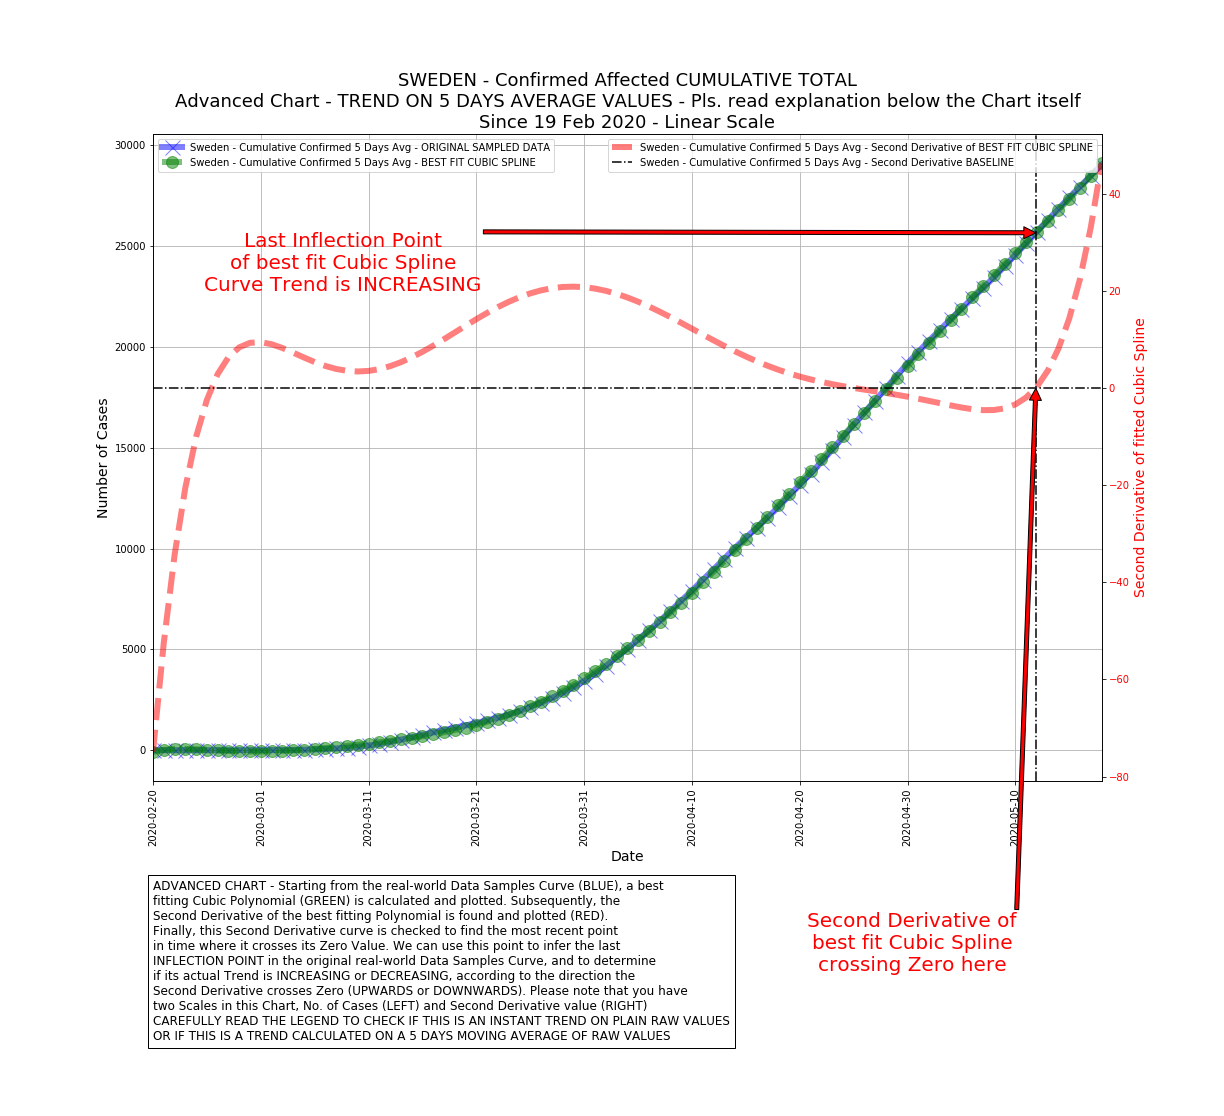 SWEDEN - Confirmed Affected CUMULATIVE TOTAL
Advanced Chart - TREND ON 5 DAYS AVERAGE VALUES - Pls. read explanation below the Chart itself
Since 19 Feb 2020 - Linear Scale
Sweden - Cumulative Confirmed 5 Days Avg - ORIGINAL SAMPLED DATA
Sweden - Cumulative Confirmed 5 Days Avg - BEST FIT CUBIC SPLINE
Sweden - Cumulative Confirmed 5 Days Avg - Second Derivative of BEST FIT CUBIC SPLINE
Sweden - Cumulative Confirmed 5 Days Avg - Second Derivative BASELINE
Last Inflection Point
of best fit Cubic Spline
Curve Trend is INCREASING
Number of Cases
30000
25000
20000
15000
10000
5000
0
40
20
0
−20
−40
−60
−80
Second Derivative of fitted Cubic Spline
2020-02-20
2020-03-01
2020-03-11
2020-03-21
2020-03-31
2020-04-10
2020-04-20
2020-04-30
2020-05-10
Date
ADVANCED CHART - Starting from the real-world Data Samples Curve (BLUE), a best
fitting Cubic Polynomial (GREEN) is calculated and plotted. Subsequently, the
Second Derivative of the best fitting Polynomial is found and plotted (RED).
Finally, this Second Derivative curve is checked to find the most recent point
in time where it crosses its Zero Value. We can use this point to infer the last
INFLECTION POINT in the original real-world Data Samples Curve, and to determine
if its actual Trend is INCREASING or DECREASING, according to the direction the
Second Derivative crosses Zero (UPWARDS or DOWNWARDS). Please note that you have
two Scales in this Chart, No. of Cases (LEFT) and Second Derivative value (RIGHT)
CAREFULLY READ THE LEGEND TO CHECK IF THIS IS AN INSTANT TREND ON PLAIN RAW VALUES
OR IF THIS IS A TREND CALCULATED ON A 5 DAYS MOVING AVERAGE OF RAW VALUES
Second Derivative of
best fit Cubic Spline
crossing Zero here